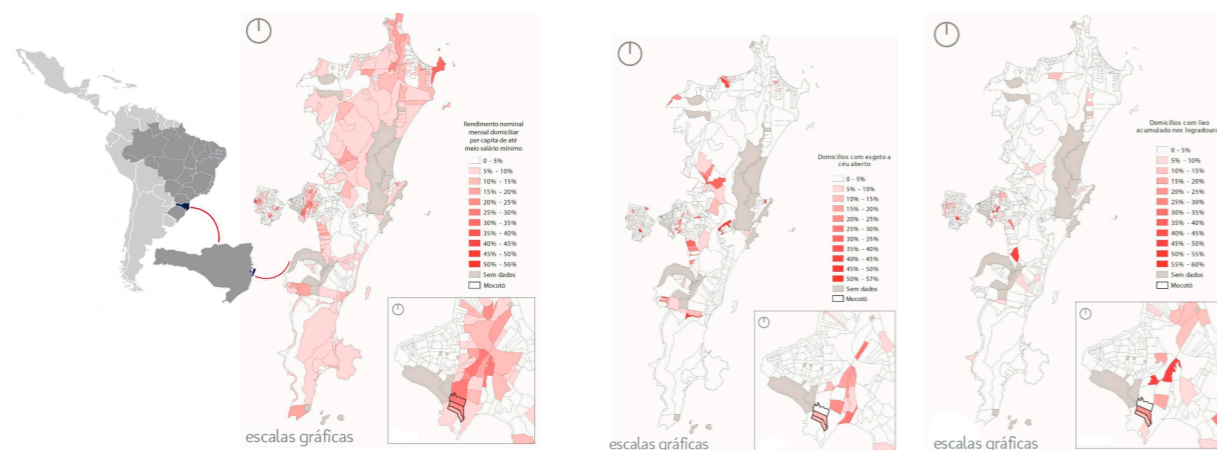 Rendimento nominal
mensal domiciliar
per capita de até
meio salário mínimo
0 - 5%
5% - 10%
10% - 15%
15% - 20%
20% - 25%
25% - 30%
30% - 35%
35% - 40%
40% - 45%
45% - 50%
50% - 56%
Sem dados
Mocotó
escalas gráficas
Domicílios com esgoto a
céu aberto
0 - 5%
5% - 10%
10% - 15%
15% - 20%
20% - 25%
25% - 30%
30% - 35%
35% - 40%
40% - 45%
45% - 50%
50% - 57%
Sem dados
Mocotó
escalas gráficas
Domicílios com lixo
acumulado nos logradouros
0 - 5%
5% - 10%
10% - 15%
15% - 20%
20% - 25%
25% - 30%
30% - 35%
35% - 40%
40% - 45%
45% - 50%
50% - 55%
55% - 60%
Sem dados
Mocotó
escalas gráficas